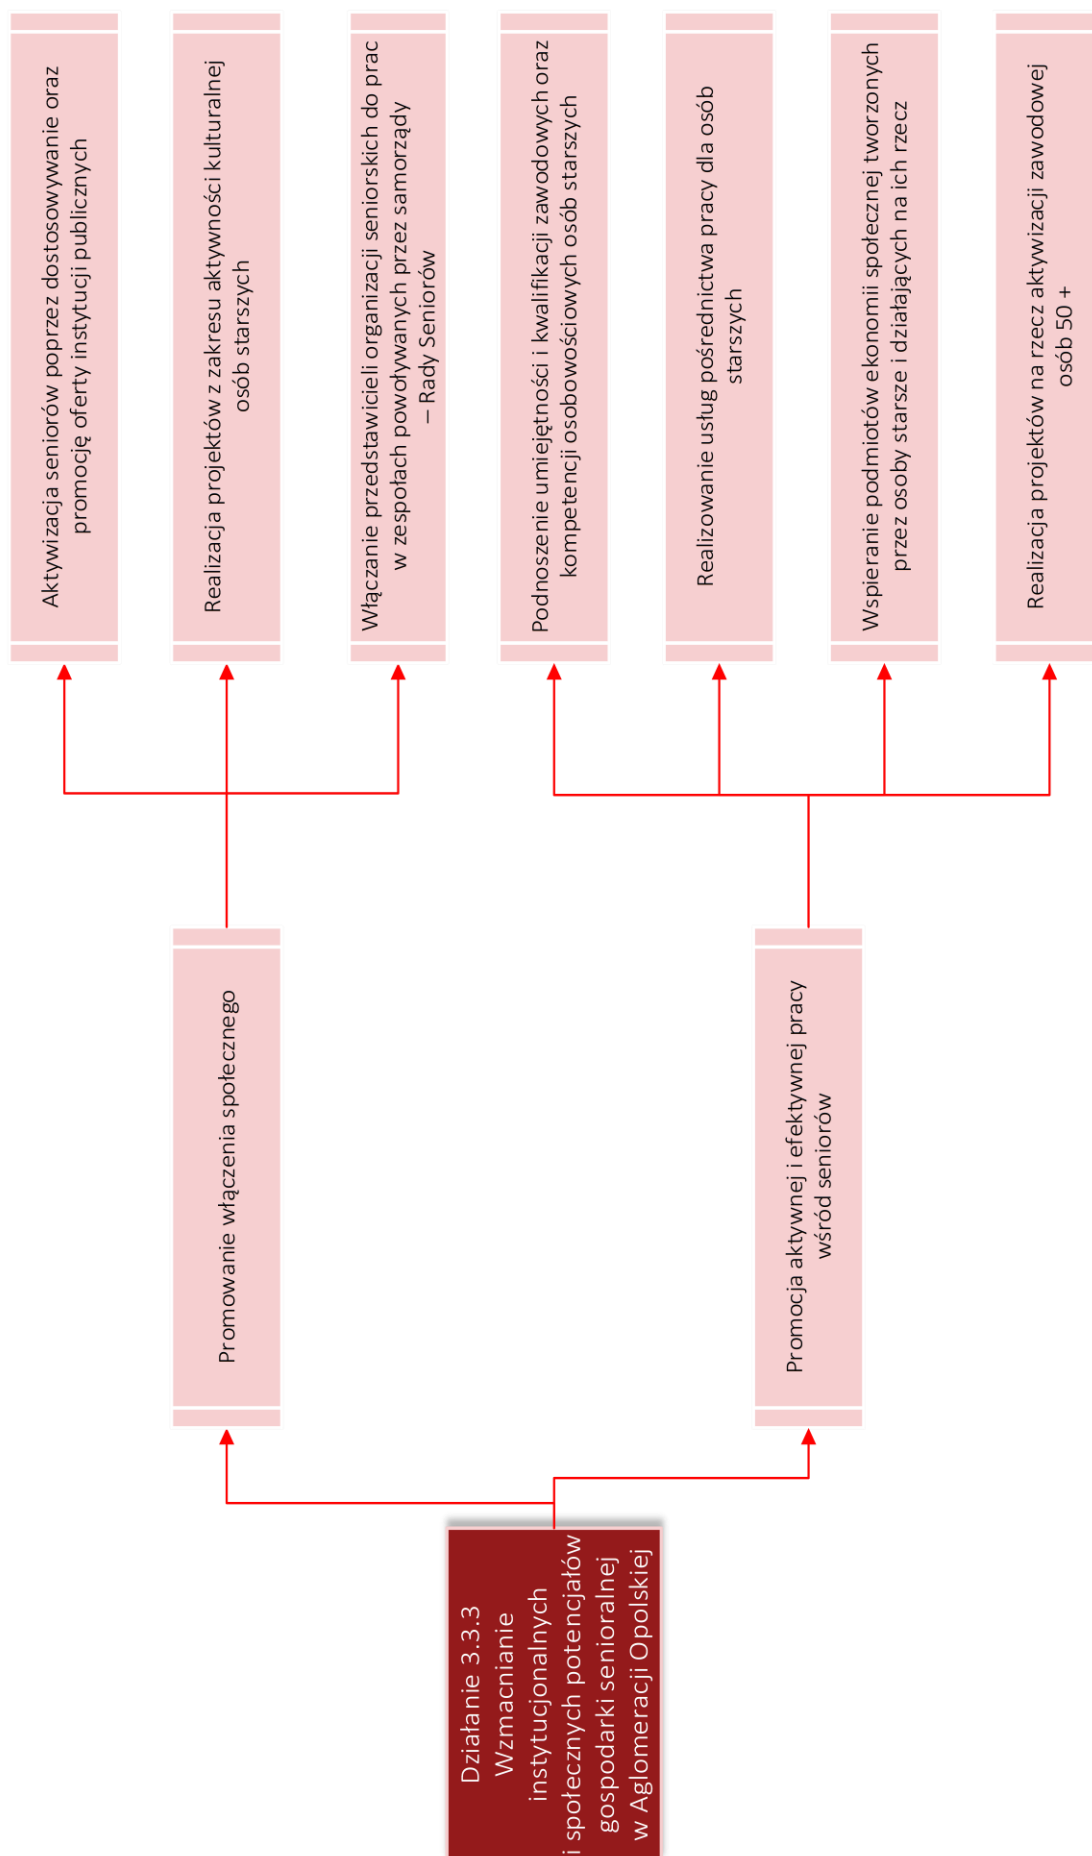 Działanie 3.3.3
Wzmacnianie
instytucjonalnych
i społecznych potencjałów
gospodarki senioralnej
w Aglomeracji Opolskiej
Promowanie włączenia społecznego
Aktywizacja seniorów poprzez dostosowywanie oraz
promocję oferty instytucji publicznych
Realizacja projektów z zakresu aktywności kulturalnej
osób starszych
Włączanie przedstawicieli organizacji seniorskich do prac
w zespołach powoływanych przez samorządy
– Rady Seniorów
Promocja aktywnej i efektywnej pracy
wśród seniorów
Podnoszenie umiejętności i kwalifikacji zawodowych oraz
kompetencji osobowościowych osób starszych
Realizowanie usług pośrednictwa pracy dla osób
starszych
Wspieranie podmiotów ekonomii społecznej tworzonych
przez osoby starsze i działających na ich rzecz
Realizacja projektów na rzecz aktywizacji zawodowej
osób 50 +